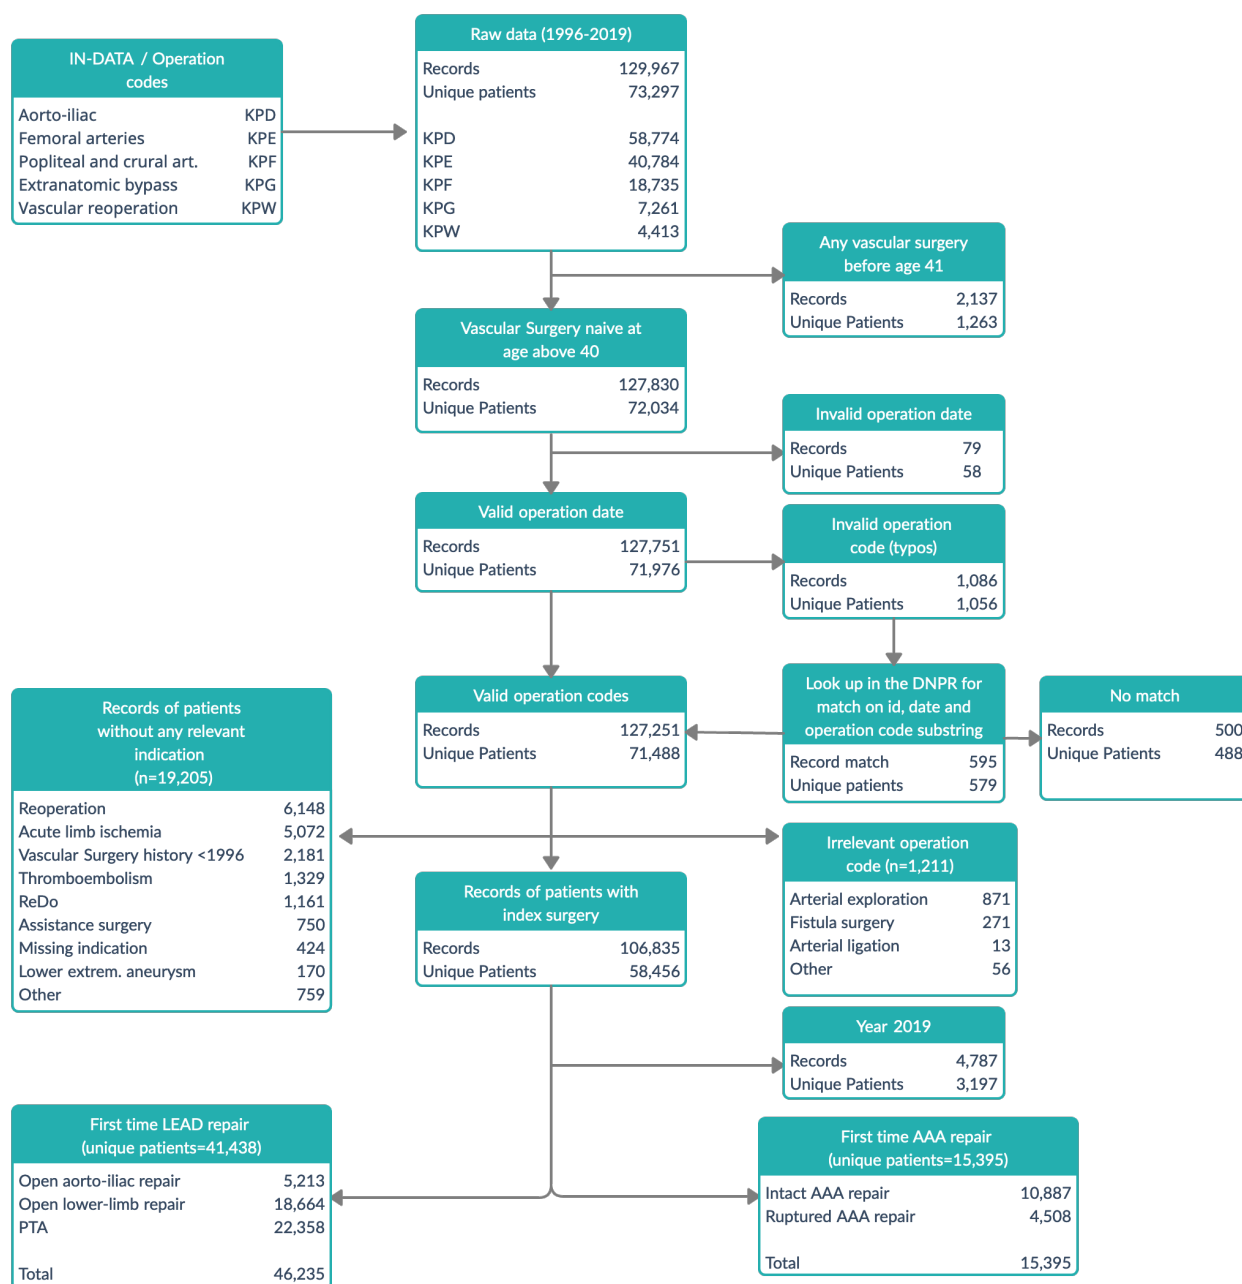 IN-DATA / Operation
codes
Aorto-iliac KPD
Femoral arteries KPE
Popliteal and crural art. KPF
Extranatomic bypass KPG
Vascular reoperation KPW
Raw data (1996-2019)
Records 129,967
Unique patients 73,297
KPD 58,774
KPE 40,784
KPF 18,735
KPG 7,261
KPW 4,413
Any vascular surgery
before age 41
Records 2,137
Unique Patients 1,263
Vascular Surgery naive at
age above 40
Records 127,830
Unique Patients 72,034
Invalid operation date
Records 79
Unique Patients 58
Valid operation date
Records 127,751
Unique Patients 71,976
Invalid operation
code (typos)
Records 1,086
Unique Patients 1,056
Look up in the DNPR for
match on id, date and
operation code substring
Record match 595
Unique patients 579
No match
Records 500
Unique Patients 488
Valid operation codes
Records 127,251
Unique Patients 71,488
Records of patients
without any relevant
indication
(n=19,205)
Reoperation 6,148
Acute limb ischemia 5,072
Vascular Surgery history <1996 2,181
Thromboembolism 1,329
ReDo 1,161
Assistance surgery 750
Missing indication 424
Lower extrem. aneurysm 170
Other 759
Irrelevant operation
code (n=1,211)
Arterial exploration 871
Fistula surgery 271
Arterial ligation 13
Other 56
Records of patients with
index surgery
Records 106,835
Unique Patients 58,456
Year 2019
Records 4,787
Unique Patients 3,197
First time LEAD repair
(unique patients=41,438)
Open aorto-iliac repair 5,213
Open lower-limb repair 18,664
PTA 22,358
Total 46,235
First time AAA repair
(unique patients=15,395)
Intact AAA repair 10,887
Ruptured AAA repair 4,508
Total 15,395